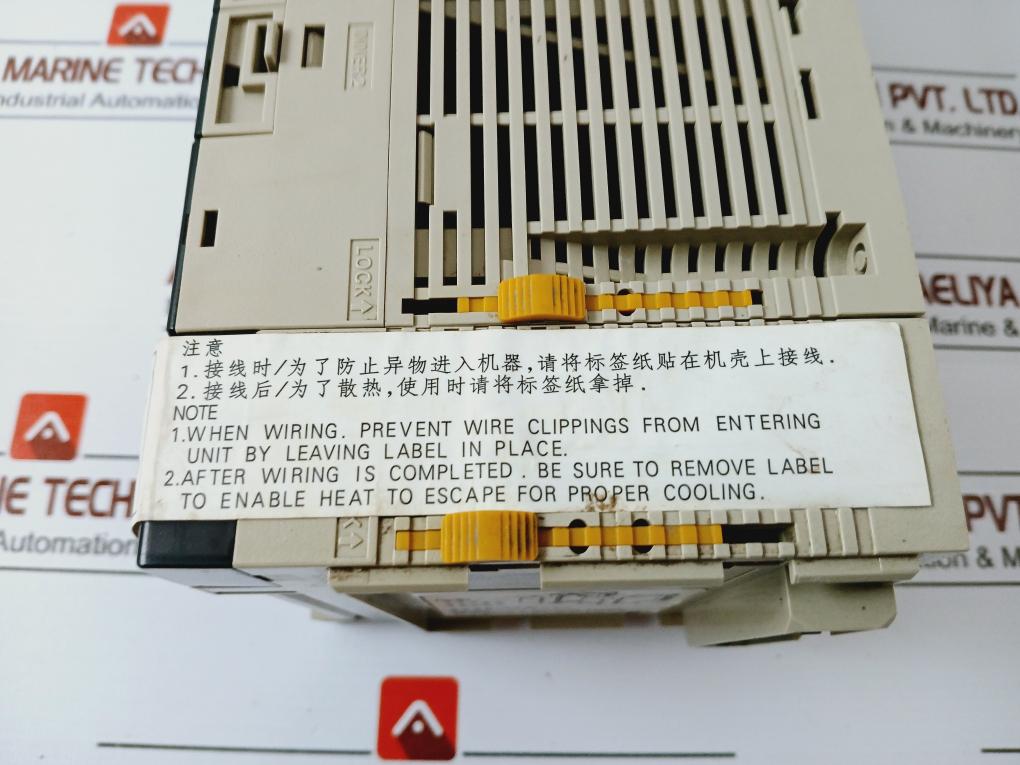 MARINE TECH
Industrial Automation
PVT. LTD.
& Machinery
LOCK
注意
1.接线时/为了防止异物进入机器,请将标签纸贴在机壳上接线.
2.接线后/为了散热,使用时请将标签纸拿掉.
NOTE
1.WHEN WIRING. PREVENT WIRE CLIPPINGS FROM ENTERING
UNIT BY LEAVING LABEL IN PLACE.
2.AFTER WIRING IS COMPLETED . BE SURE TO REMOVE LABEL
TO ENABLE HEAT TO ESCAPE FOR PROPER COOLING.
AELIYA
Marine &
NE TECH
Automation
PVT